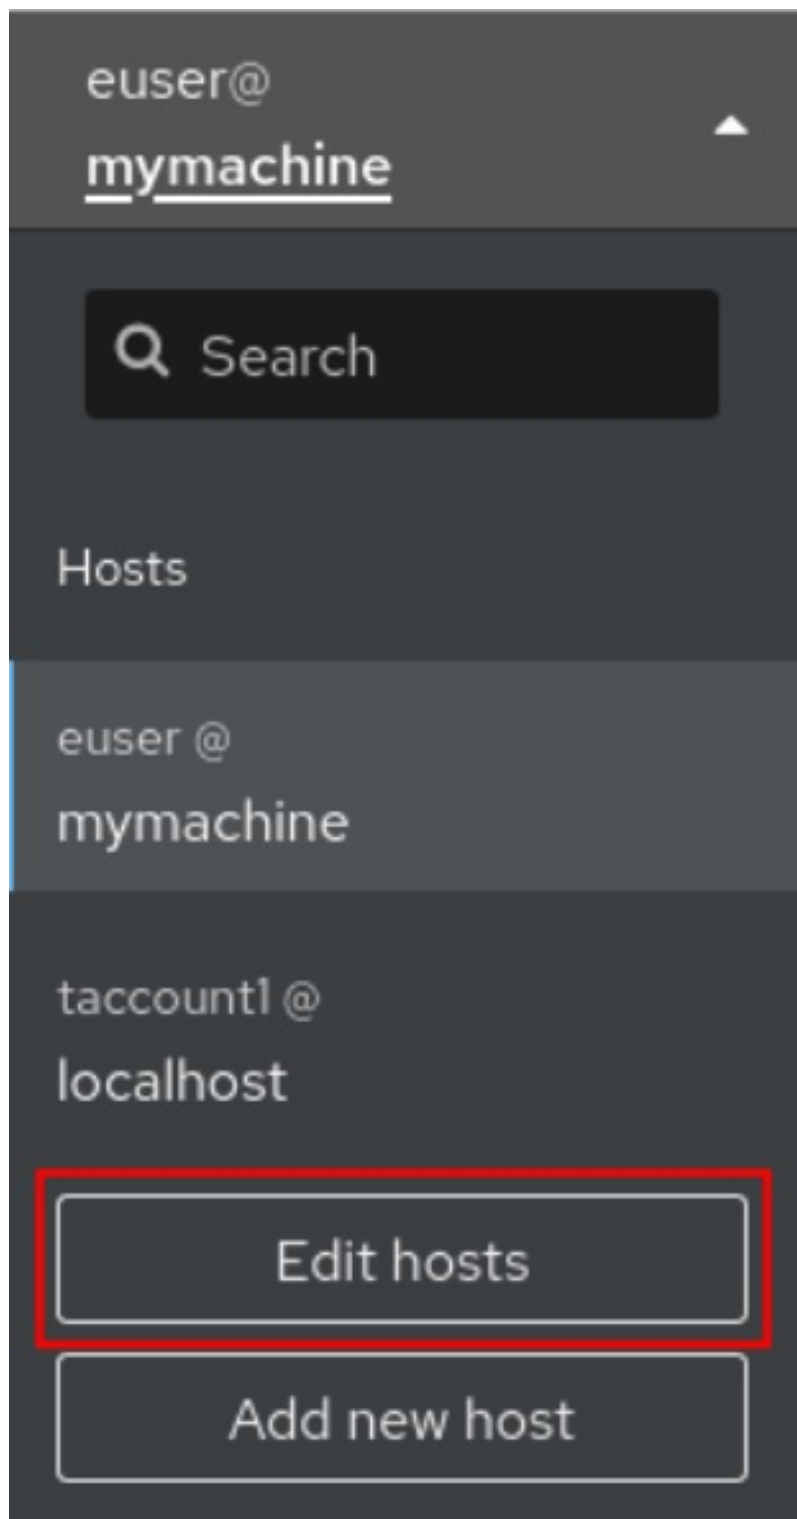 euser@
mymachine
Search
Hosts
euser @
mymachine
taccount1 @
localhost
Edit hosts
Add new host